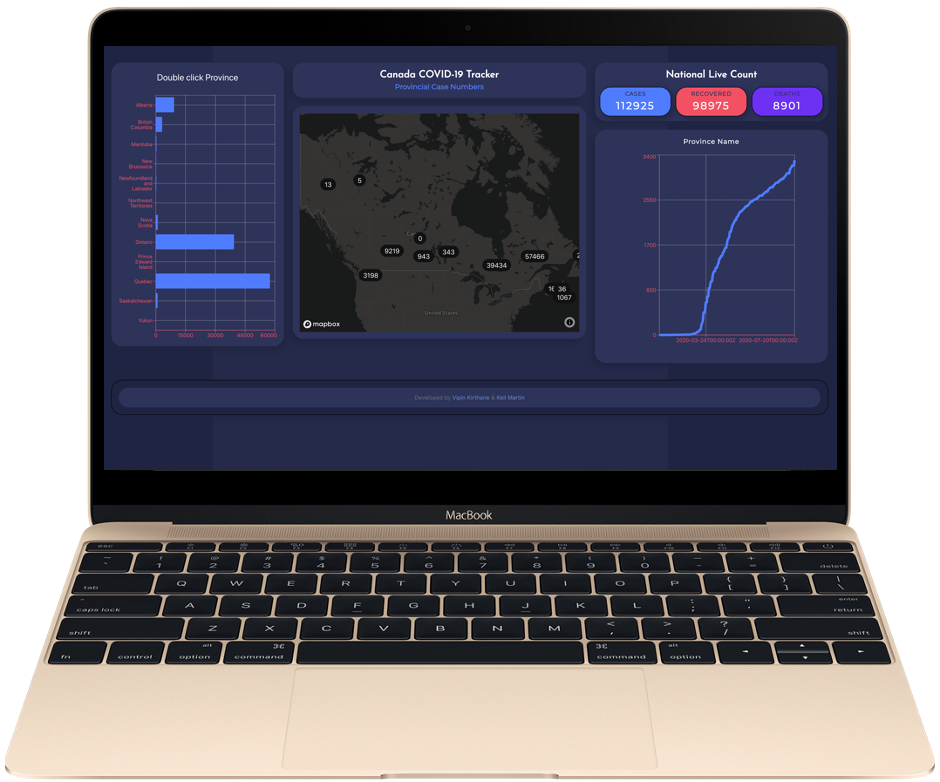 Double click Province
Alberta
British
Columbia
Manitoba
New
Brunswick
Newfoundland
and
Labrador
Northwest
Territories
Nova
Scotia
Ontario
Prince
Edward
Island
Quebec
Saskatchewan
Yukon
0
15000
30000
45000
60000
Canada COVID-19 Tracker
Provincial Case Numbers
13
5
0
9219
943
343
39434
57466
3198
36
1067
United States
mapbox
National Live Count
CASES
112925
RECOVERED
98975
DEATHS
8901
Province Name
3400
2550
1700
850
0
2020-03-24T00:00:00Z
2020-07-20T00:00:00Z
Developed by Vipin Kirthane & Keil Martin
MacBook
esc
~ ! @ # $ % ^ & * ( ) – +
` 1 2 3 4 5 6 7 8 9 0 - = delete
tab Q W E R T Y U I O P { [ } ] | \
caps lock A S D F G H J K L : ; " ' enter return
shift Z X C V B N M < , > . ? / shift
fn control alt option ⌘ command ⌘ command alt option